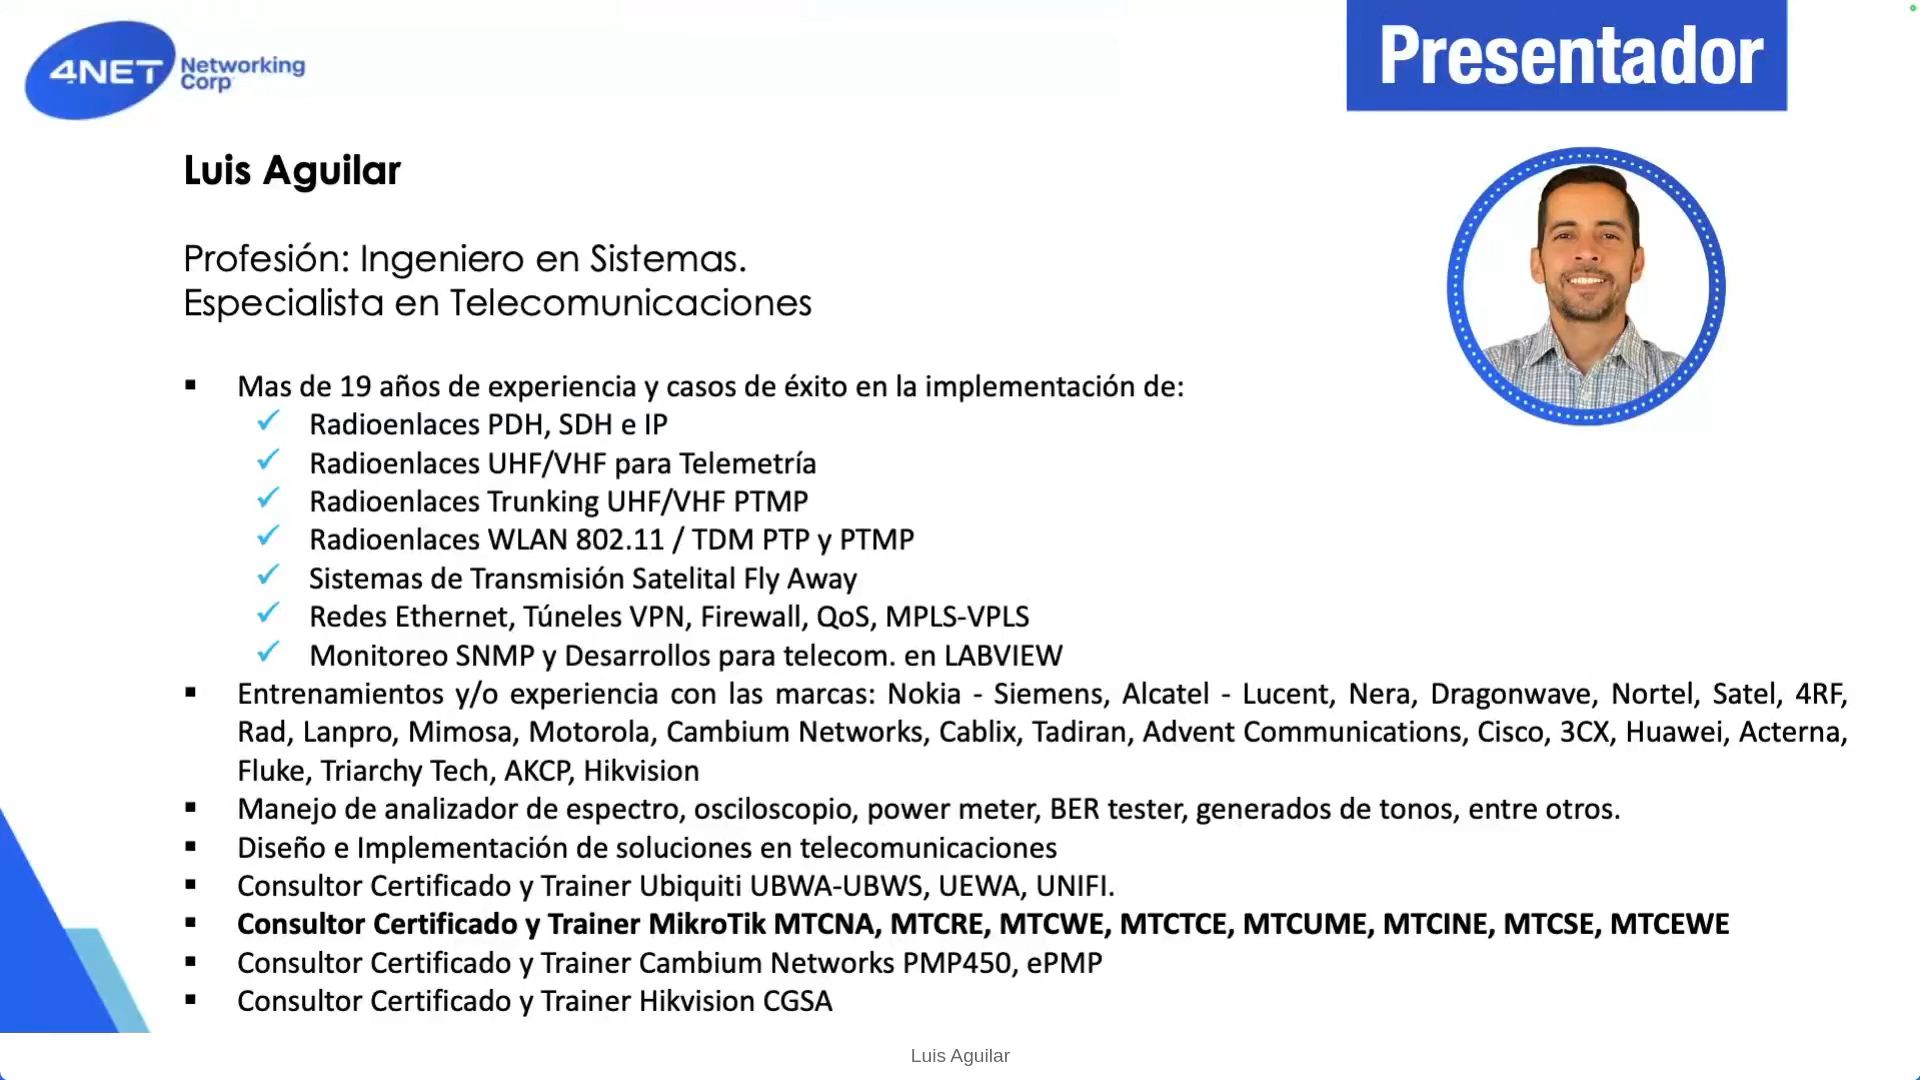 4NET Networking
Corp
Presentador
Luis Aguilar
Profesión: Ingeniero en Sistemas.
Especialista en Telecomunicaciones
▪ Mas de 19 años de experiencia y casos de éxito en la implementación de:
✓ Radioenlaces PDH, SDH e IP
✓ Radioenlaces UHF/VHF para Telemetría
✓ Radioenlaces Trunking UHF/VHF PTMP
✓ Radioenlaces WLAN 802.11 / TDM PTP y PTMP
✓ Sistemas de Transmisión Satelital Fly Away
✓ Redes Ethernet, Túneles VPN, Firewall, QoS, MPLS-VPLS
✓ Monitoreo SNMP y Desarrollos para telecom. en LABVIEW
▪ Entrenamientos y/o experiencia con las marcas: Nokia - Siemens, Alcatel - Lucent, Nera, Dragonwave, Nortel, Satel, 4RF,
Rad, Lanpro, Mimosa, Motorola, Cambium Networks, Cablix, Tadiran, Advent Communications, Cisco, 3CX, Huawei, Acterna,
Fluke, Triarchy Tech, AKCP, Hikvision
▪ Manejo de analizador de espectro, osciloscopio, power meter, BER tester, generados de tonos, entre otros.
▪ Diseño e Implementación de soluciones en telecomunicaciones
▪ Consultor Certificado y Trainer Ubiquiti UBWA-UBWS, UEWA, UNIFI.
▪ Consultor Certificado y Trainer MikroTik MTCNA, MTCRE, MTCWE, MTCTCE, MTCUME, MTCINE, MTCSE, MTCEWE
▪ Consultor Certificado y Trainer Cambium Networks PMP450, ePMP
▪ Consultor Certificado y Trainer Hikvision CGSA
Luis Aguilar